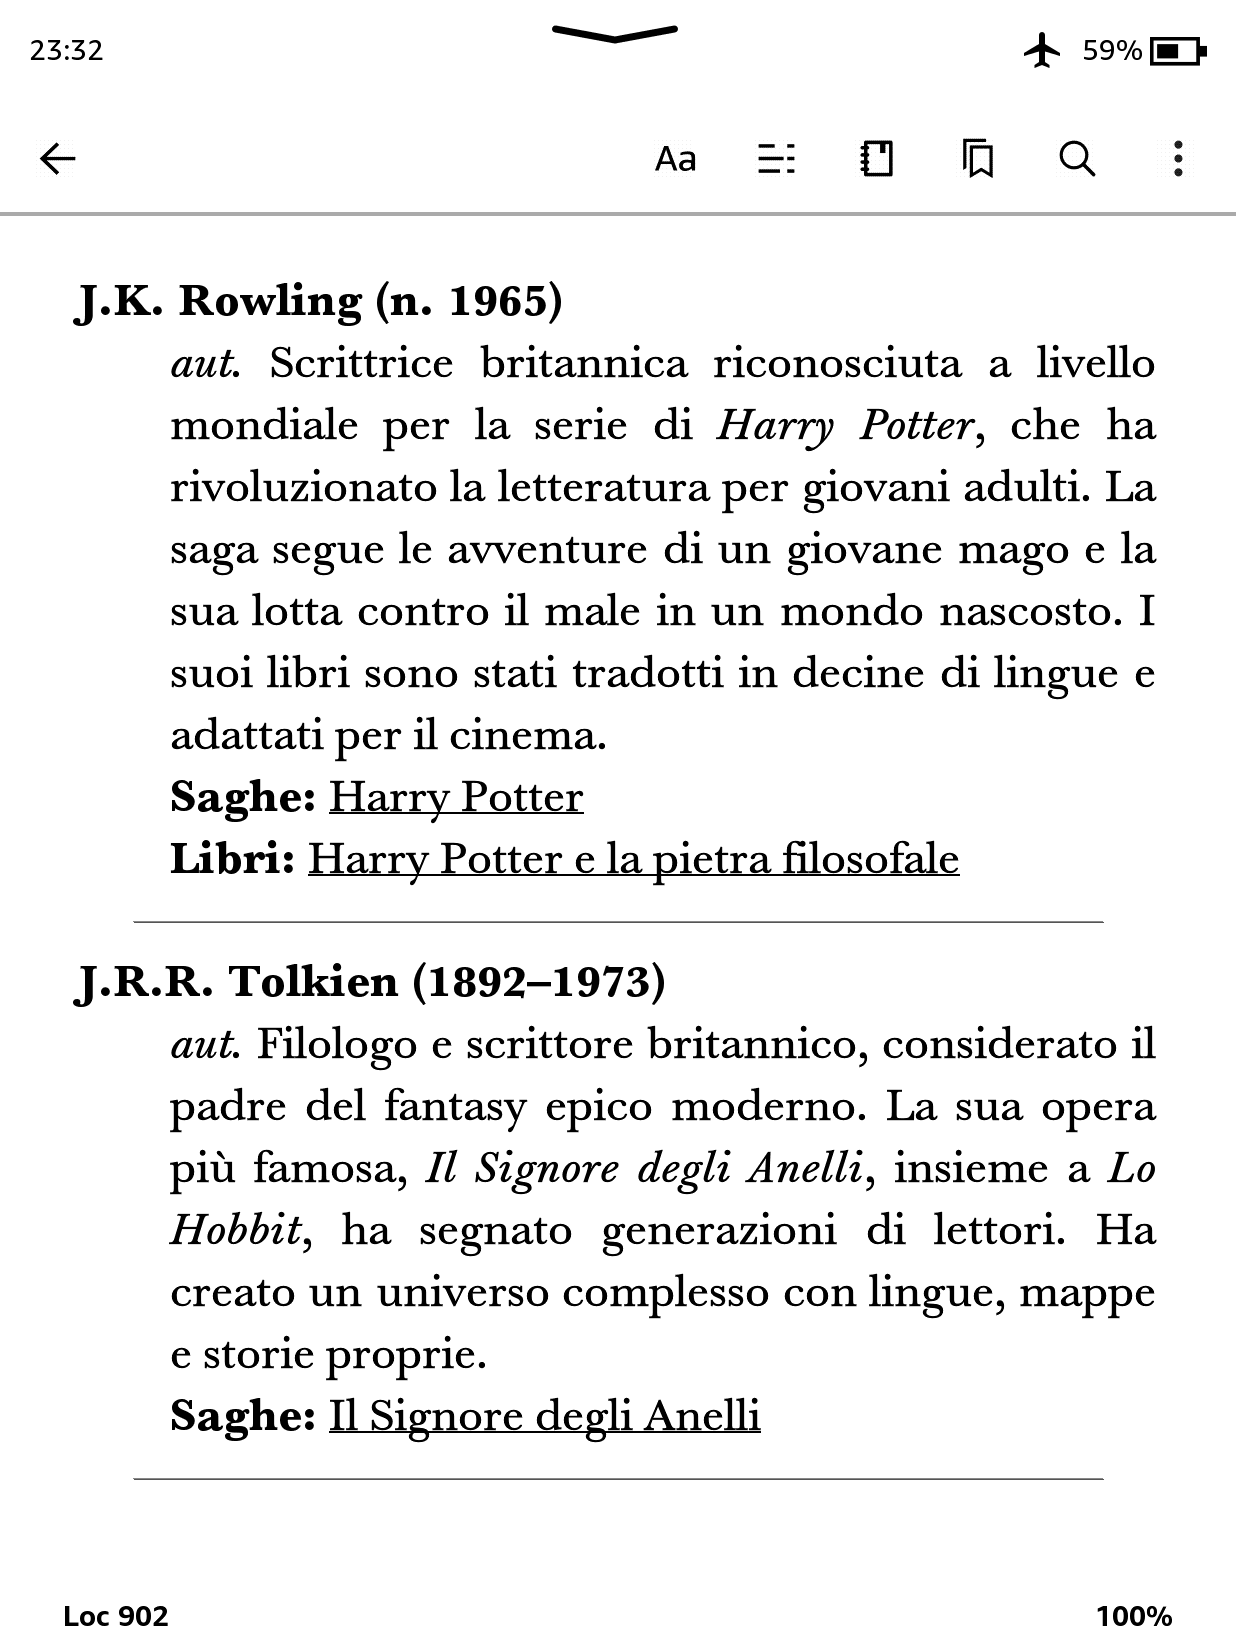 23:32
59%
Aa
J.K. Rowling (n. 1965)
aut. Scrittrice britannica riconosciuta a livello
mondiale per la serie di Harry Potter, che ha
rivoluzionato la letteratura per giovani adulti. La
saga segue le avventure di un giovane mago e la
sua lotta contro il male in un mondo nascosto. I
suoi libri sono stati tradotti in decine di lingue e
adattati per il cinema.
Saghe: Harry Potter
Libri: Harry Potter e la pietra filosofale
J.R.R. Tolkien (1892–1973)
aut. Filologo e scrittore britannico, considerato il
padre del fantasy epico moderno. La sua opera
più famosa, Il Signore degli Anelli, insieme a Lo
Hobbit, ha segnato generazioni di lettori. Ha
creato un universo complesso con lingue, mappe
e storie proprie.
Saghe: Il Signore degli Anelli
Loc 902
100%